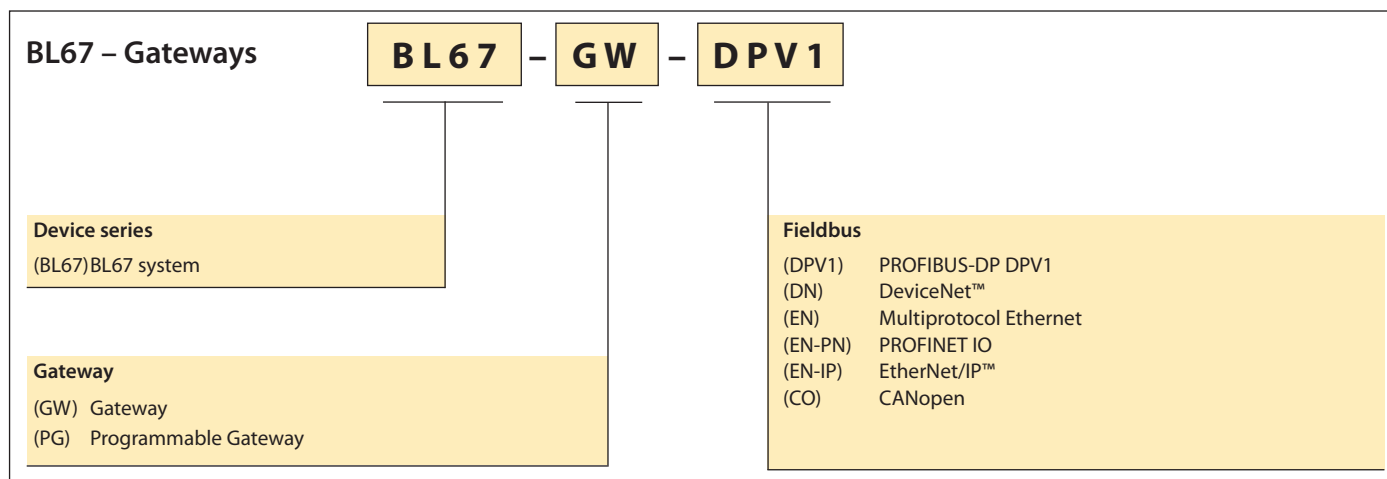 BL67 – Gateways
BL67 – GW – DPV1
Device series
(BL67) BL67 system
Gateway
(GW) Gateway
(PG) Programmable Gateway
Fieldbus
(DPV1) PROFIBUS-DP DPV1
(DN) DeviceNet™
(EN) Multiprotocol Ethernet
(EN-PN) PROFINET IO
(EN-IP) EtherNet/IP™
(CO) CANopen